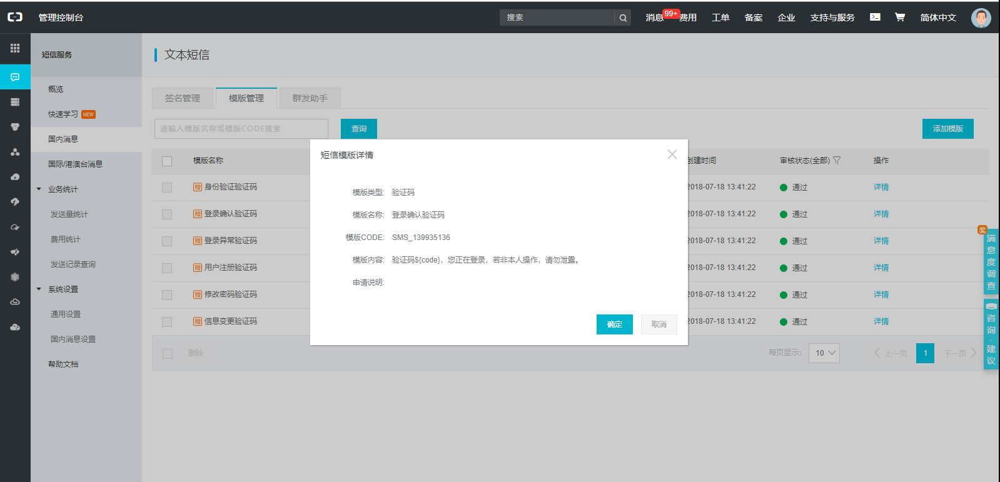 管理控制台
搜索
消息
99+
费用
工单
备案
企业
支持与服务
简体中文
短信服务
概览
快速学习 NEW
国内消息
国际/港澳台消息
业务统计
发送量统计
费用统计
发送记录查询
系统设置
通用设置
国内消息设置
帮助文档
文本短信
签名管理
模版管理
群发助手
请输入模版名称或模版CODE搜索
查询
添加模版
模版名称
创建时间
审核状态(全部)
操作
赠 身份验证验证码
2018-07-18 13:41:22
通过
详情
赠 登录确认验证码
2018-07-18 13:41:22
通过
详情
赠 登录异常验证码
2018-07-18 13:41:22
通过
详情
赠 用户注册验证码
2018-07-18 13:41:22
通过
详情
赠 修改密码验证码
2018-07-18 13:41:22
通过
详情
赠 信息变更验证码
2018-07-18 13:41:22
通过
详情
删除
每页显示:
10
上一页
1
下一页
短信模版详情
模版类型: 验证码
模版名称: 登录确认验证码
模版CODE: SMS_139935136
模版内容: 验证码${code}，您正在登录，若非本人操作，请勿泄露。
申请说明:
确定
取消
奖
满意度调查
咨询·建议